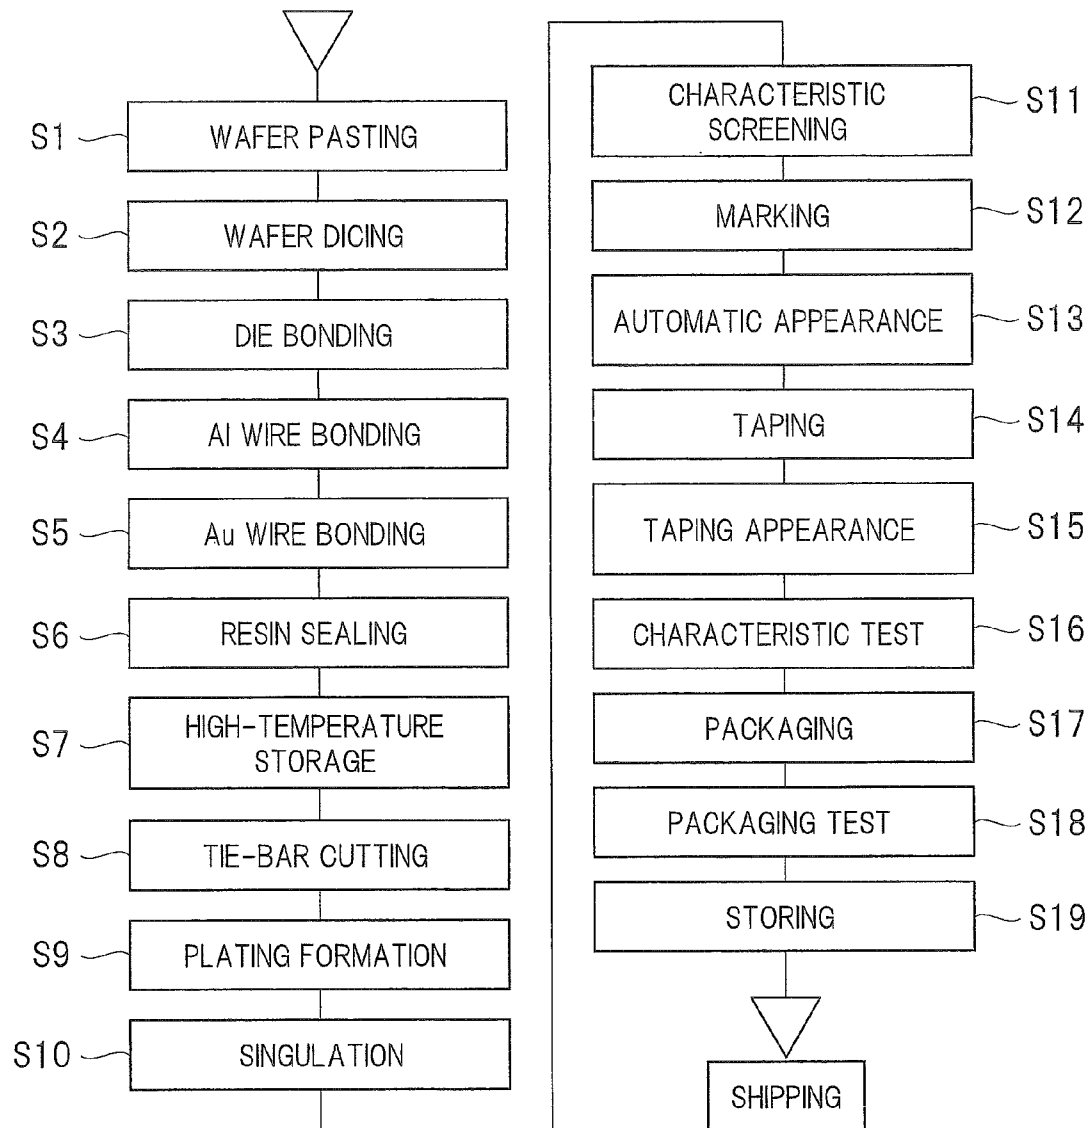 S1 WAFER PASTING
S2 WAFER DICING
S3 DIE BONDING
S4 Al WIRE BONDING
S5 Au WIRE BONDING
S6 RESIN SEALING
S7 HIGH-TEMPERATURE
STORAGE
S8 TIE-BAR CUTTING
S9 PLATING FORMATION
S10 SINGULATION
CHARACTERISTIC
SCREENING S11
MARKING S12
AUTOMATIC APPEARANCE S13
TAPING S14
TAPING APPEARANCE S15
CHARACTERISTIC TEST S16
PACKAGING S17
PACKAGING TEST S18
STORING S19
SHIPPING